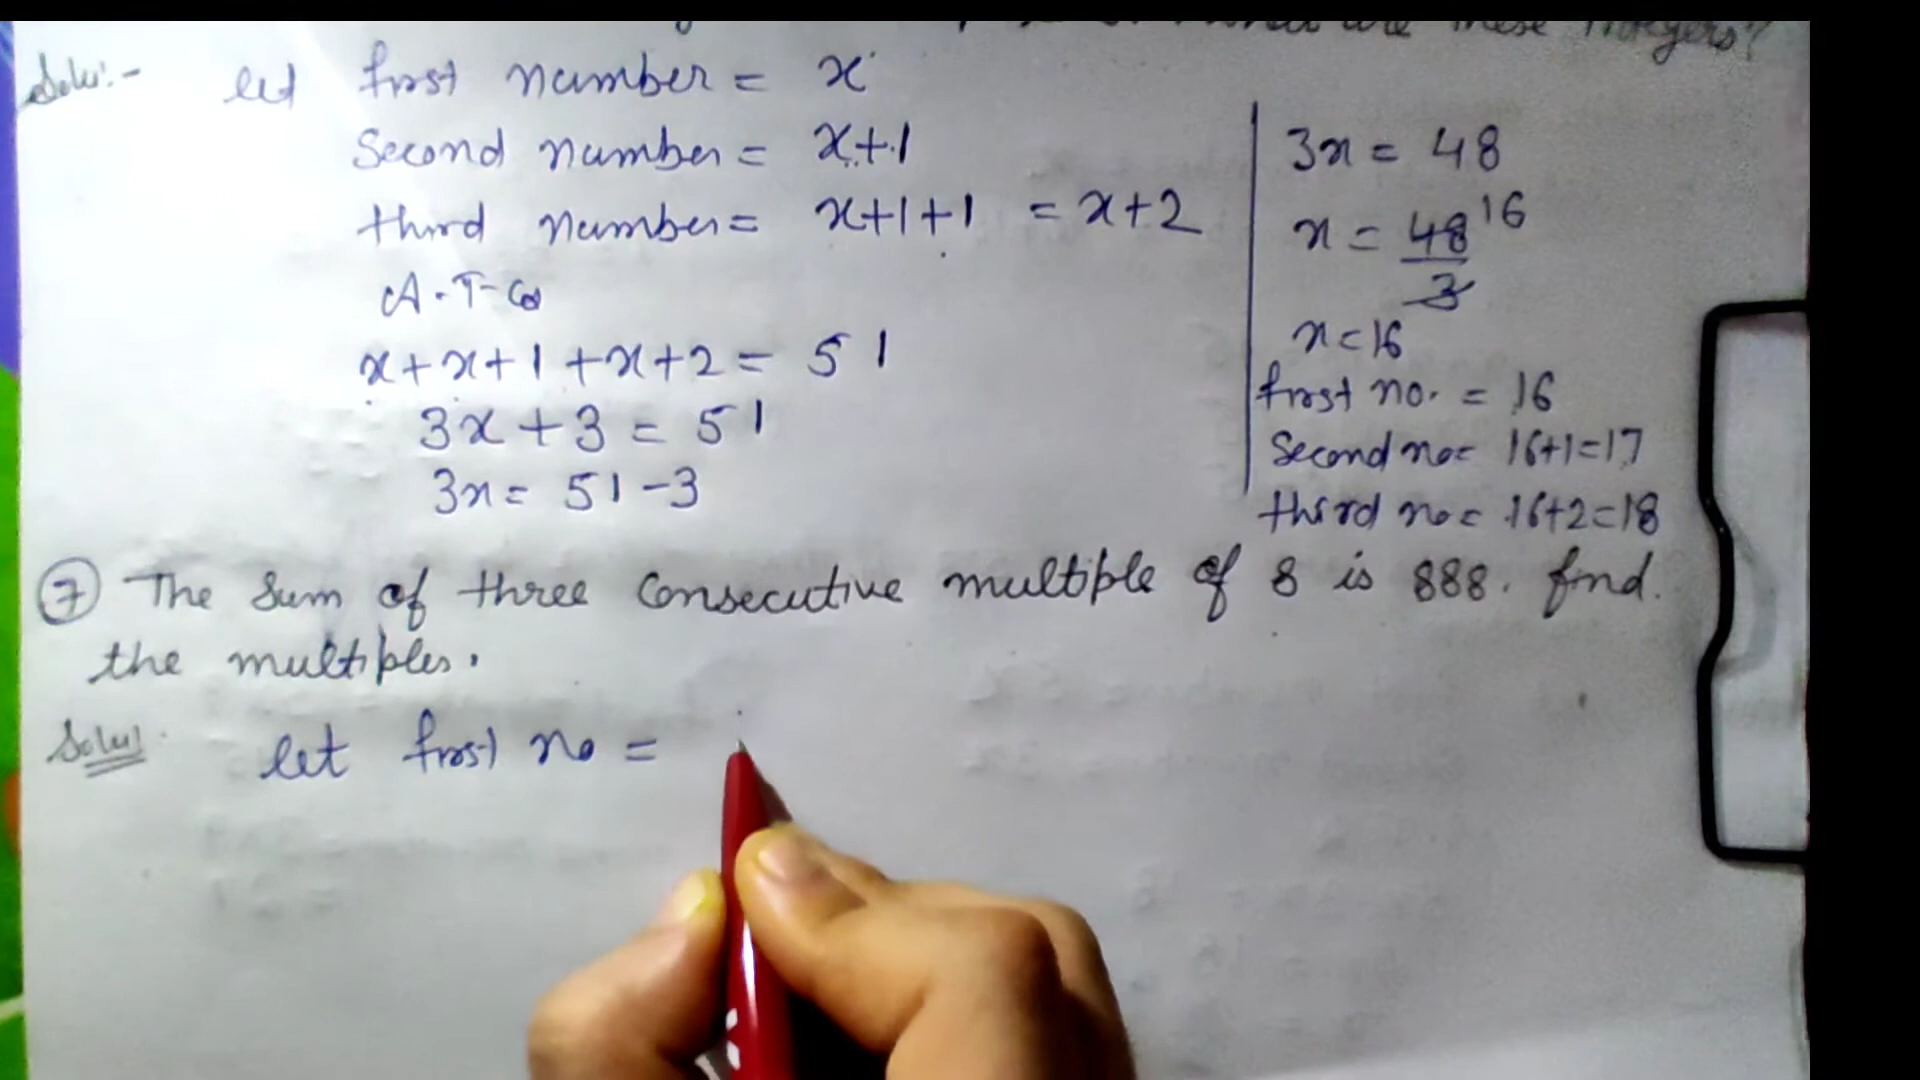 are these integers?
Solu:-
let first number = x
Second number = x+1
third number = x+1+1 = x+2
A.T.Q
x+x+1+x+2 = 51
3x+3 = 51
3x = 51-3
3x = 48
x = 48/3 16
x=16
first no. = 16
Second no = 16+1=17
third no = 16+2=18
7 The Sum of three Consecutive multiple of 8 is 888. find.
the multiples.
Solu!
let first no =